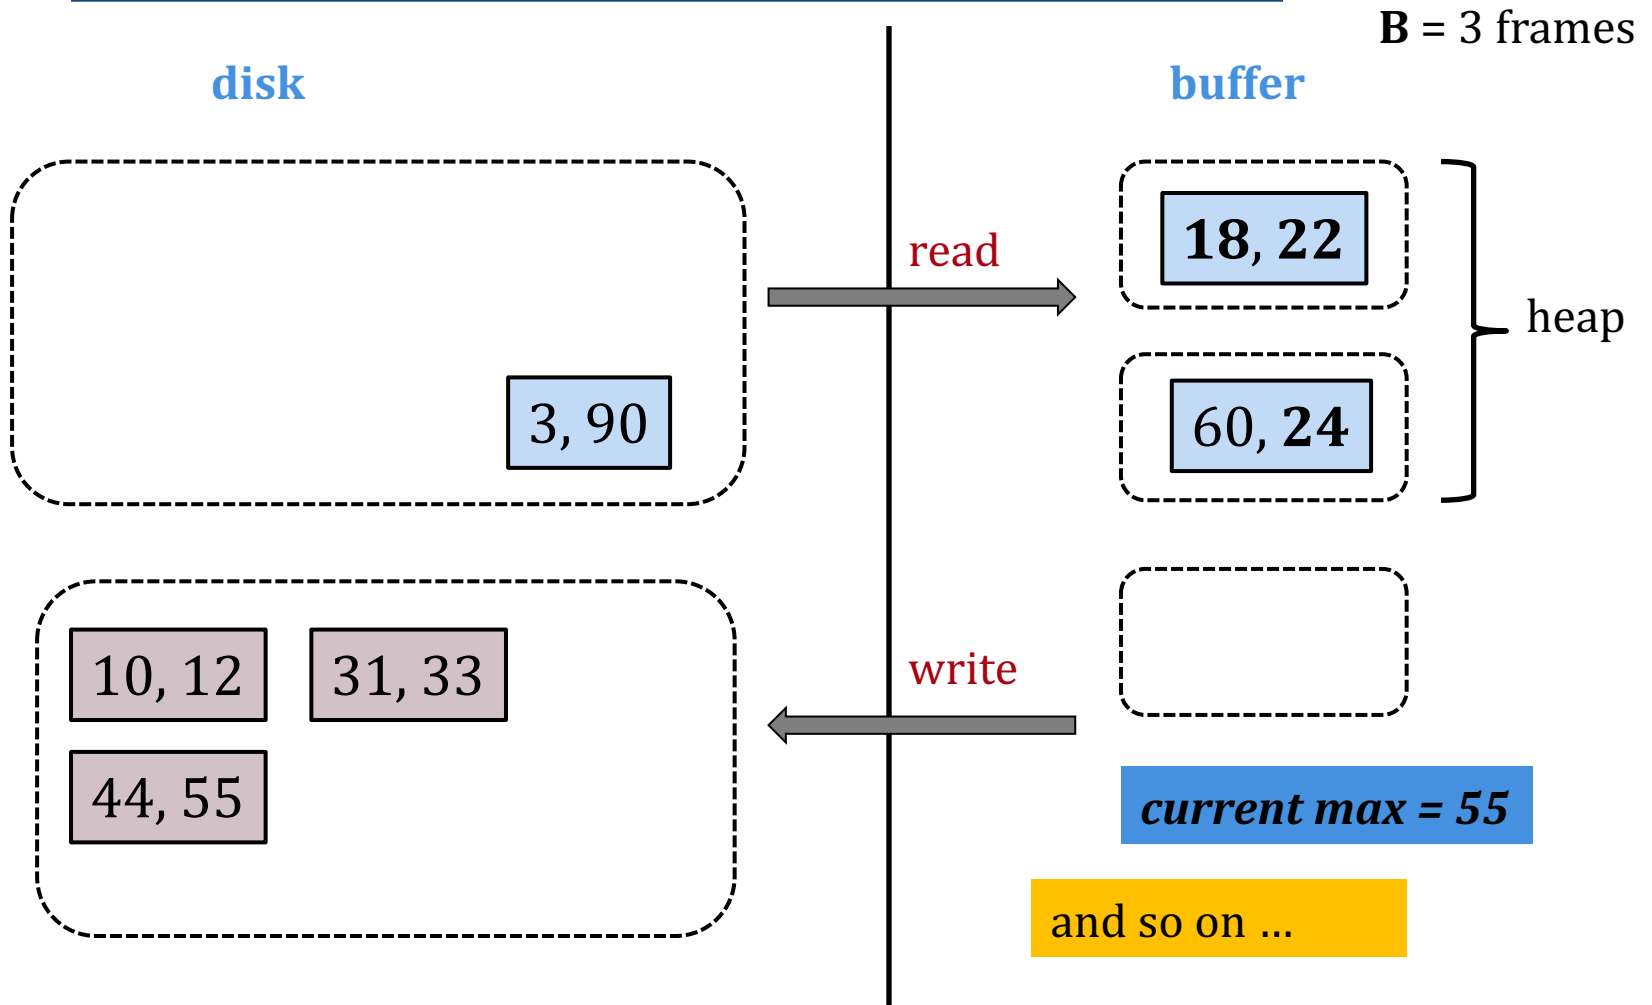 B = 3 frames
disk
buffer
18, 22
read
heap
3, 90
60, 24
10, 12
31, 33
write
44, 55
current max = 55
and so on ...